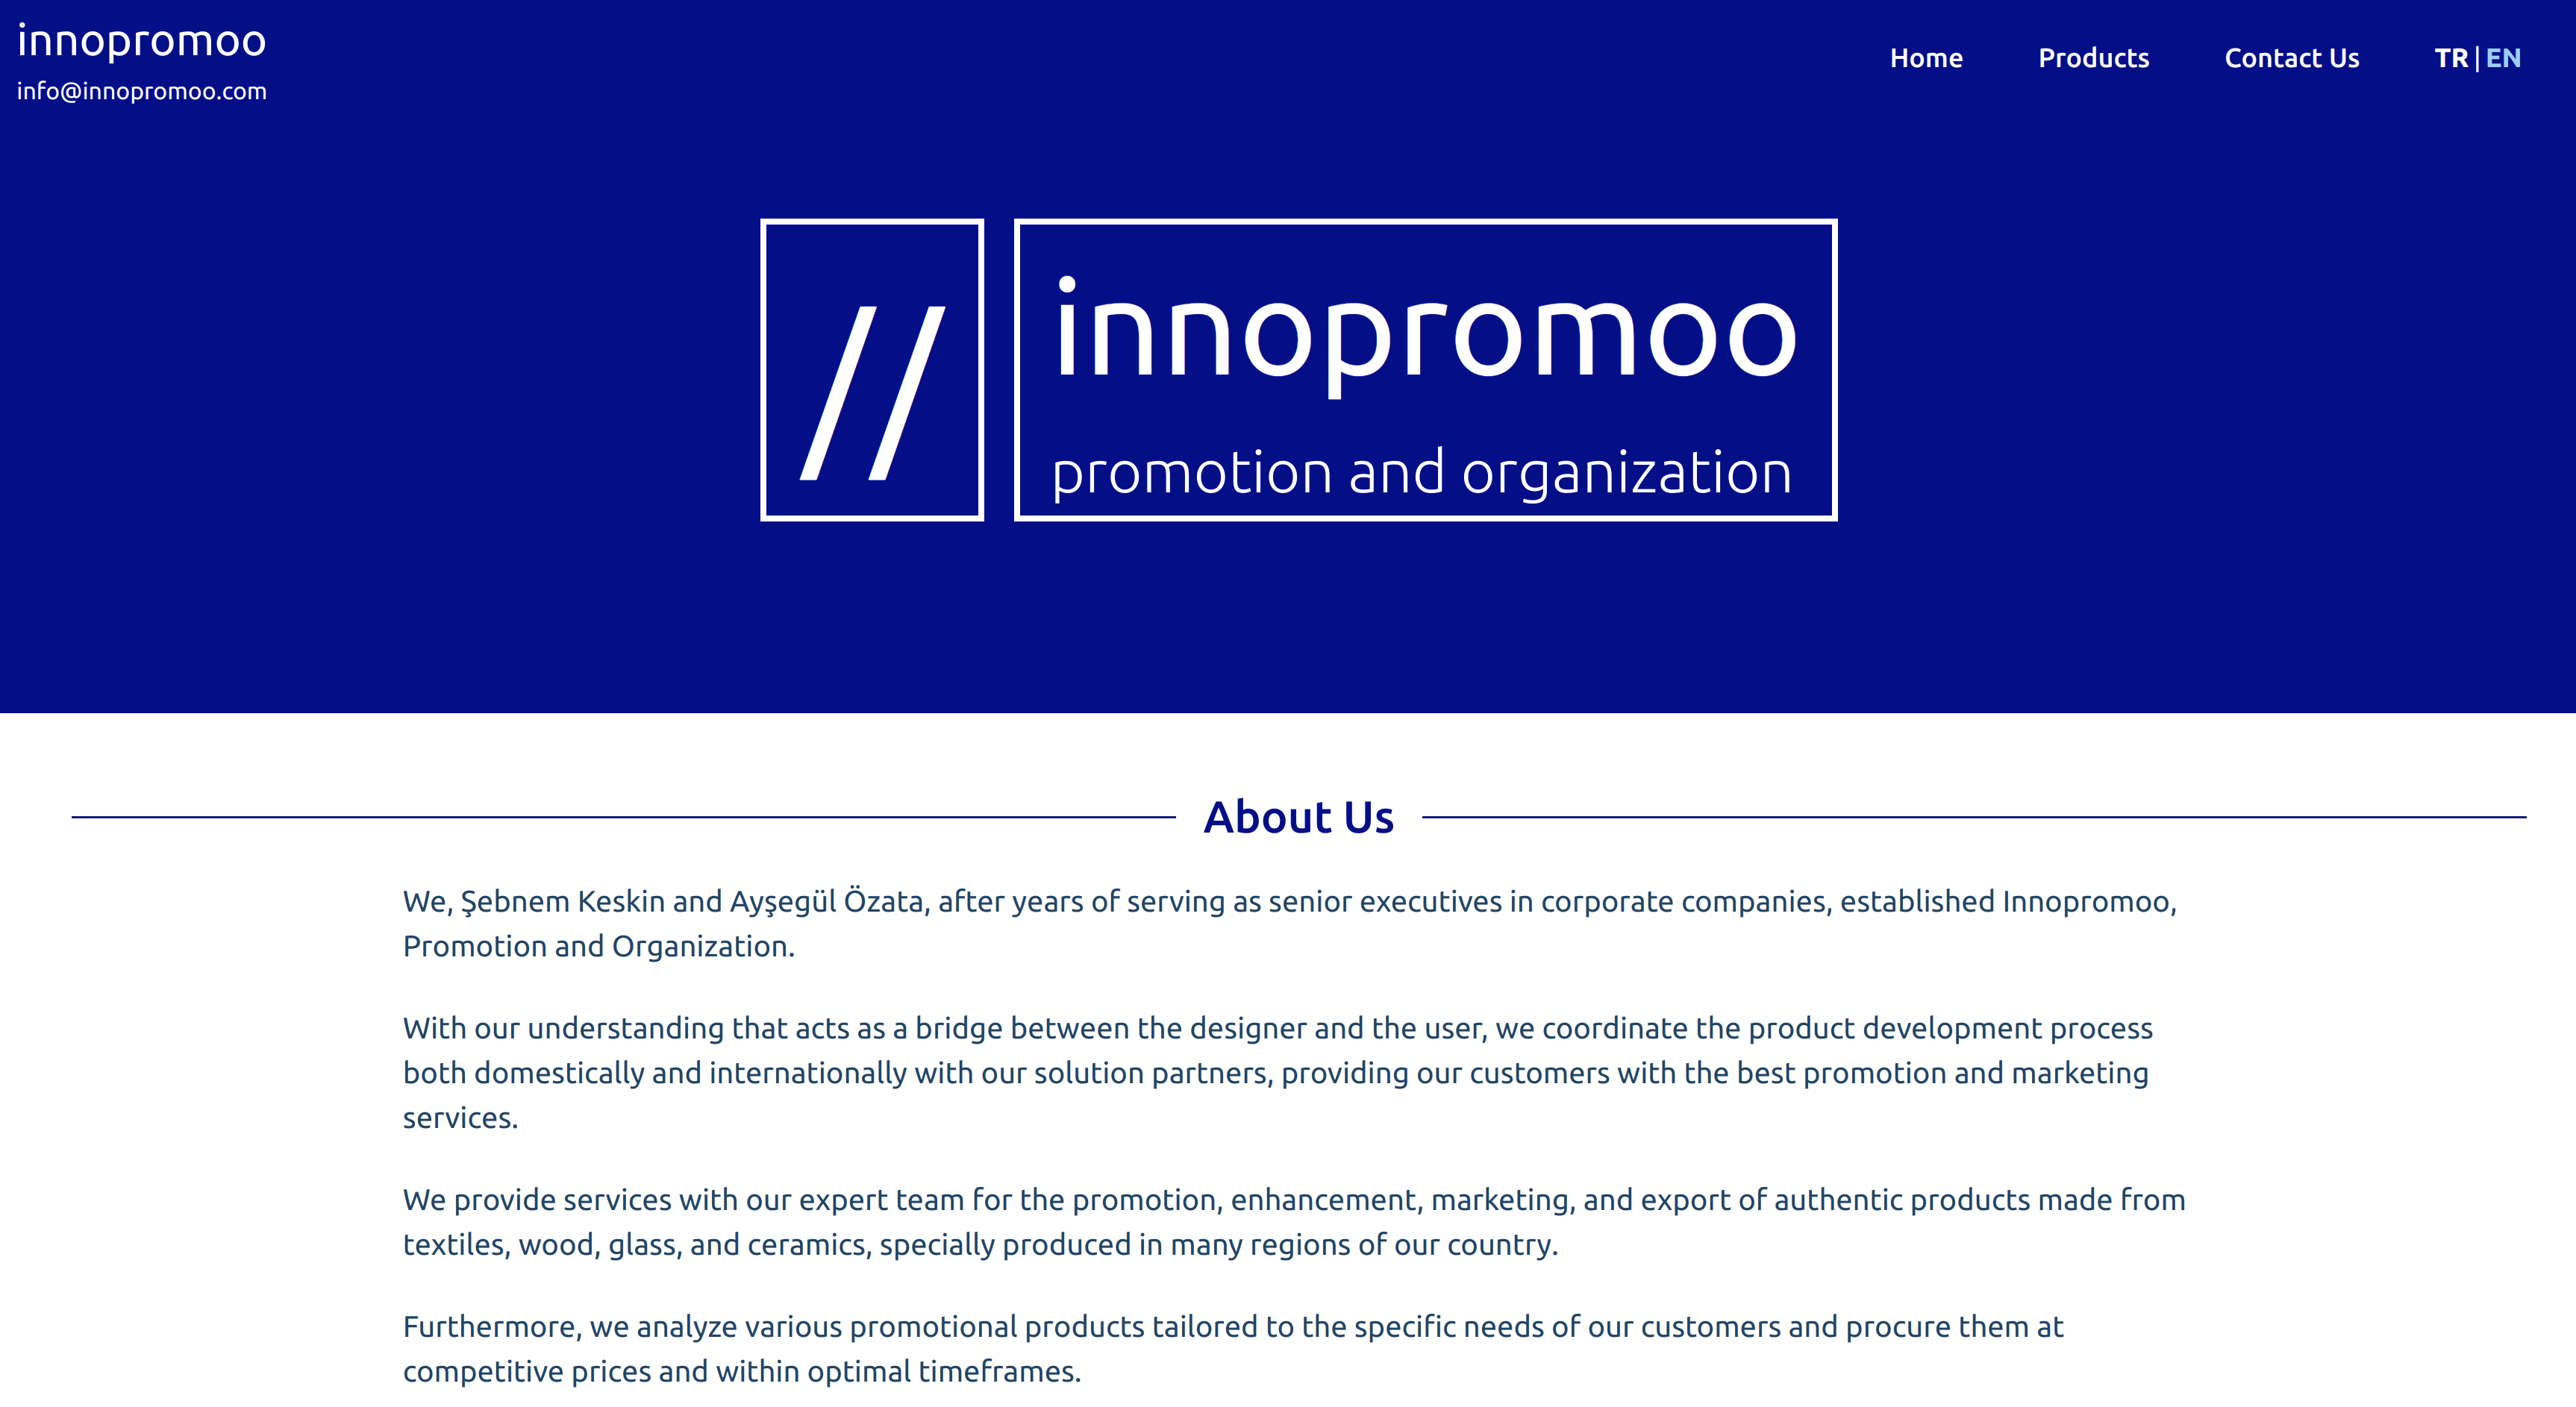 innopromoo
info@innopromoo.com
Home Products Contact Us TR | EN
//
innopromoo
promotion and organization
About Us
We, Şebnem Keskin and Ayşegül Özata, after years of serving as senior executives in corporate companies, established Innopromoo,
Promotion and Organization.
With our understanding that acts as a bridge between the designer and the user, we coordinate the product development process
both domestically and internationally with our solution partners, providing our customers with the best promotion and marketing
services.
We provide services with our expert team for the promotion, enhancement, marketing, and export of authentic products made from
textiles, wood, glass, and ceramics, specially produced in many regions of our country.
Furthermore, we analyze various promotional products tailored to the specific needs of our customers and procure them at
competitive prices and within optimal timeframes.